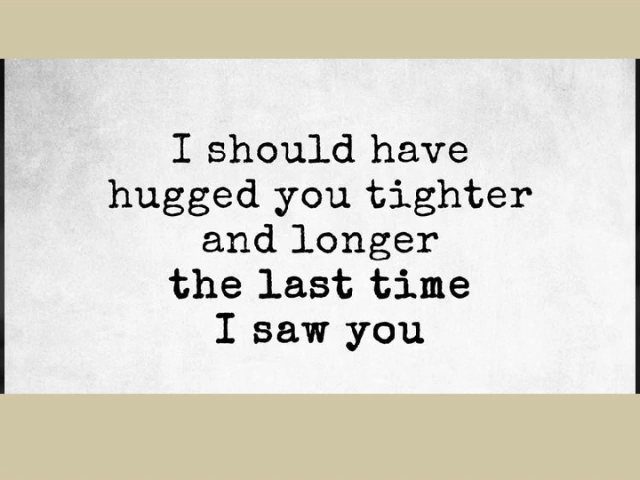 I should have
hugged you tighter
and longer
the last time
I saw you